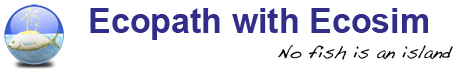 Ecopath with Ecosim
No fish is an island